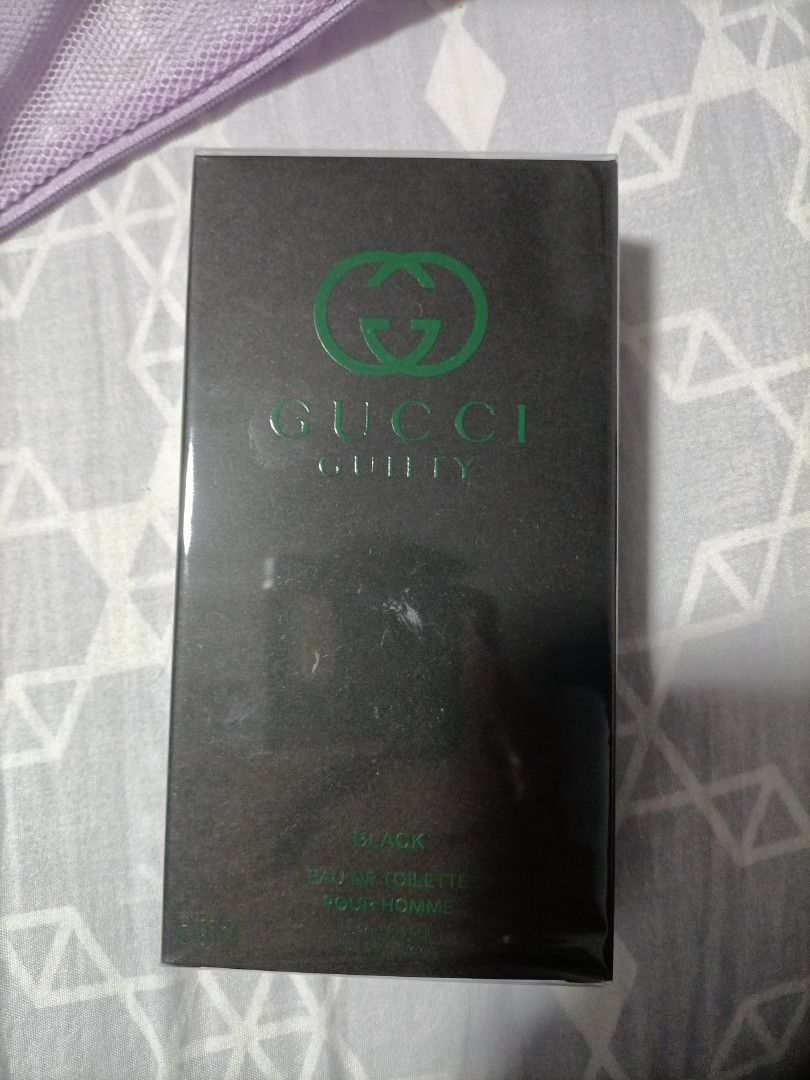 GUCCI
GUILTY
BLACK
EAU DE TOILETTE
POUR HOMME